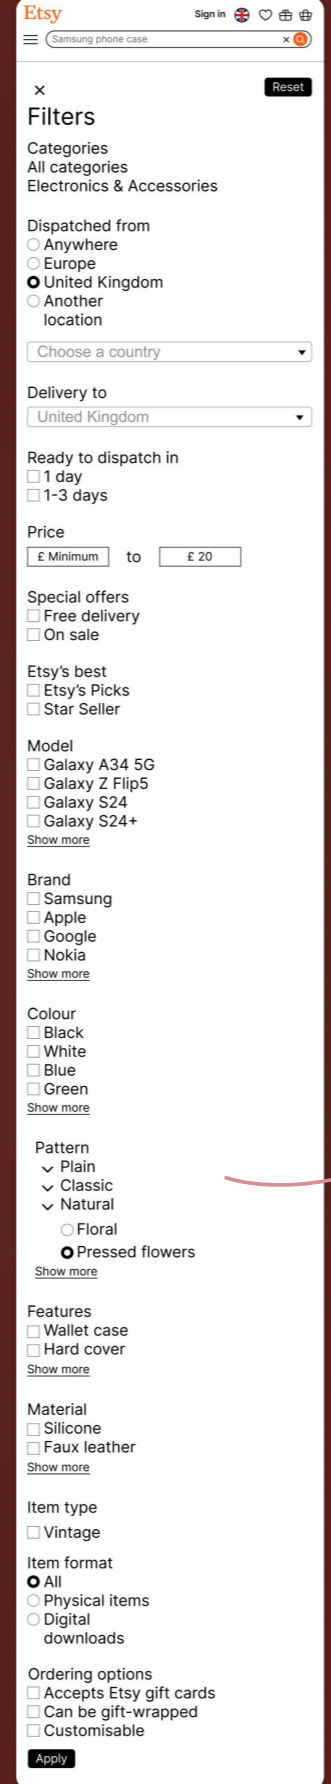 Etsy
Sign in
Samsung phone case
×
Reset
Filters
Categories
All categories
Electronics & Accessories
Dispatched from
Anywhere
Europe
United Kingdom
Another
location
Choose a country
Delivery to
United Kingdom
Ready to dispatch in
1 day
1-3 days
Price
£ Minimum to £ 20
Special offers
Free delivery
On sale
Etsy's best
Etsy's Picks
Star Seller
Model
Galaxy A34 5G
Galaxy Z Flip5
Galaxy S24
Galaxy S24+
Show more
Brand
Samsung
Apple
Google
Nokia
Show more
Colour
Black
White
Blue
Green
Show more
Pattern
Plain
Classic
Natural
Floral
Pressed flowers
Show more
Features
Wallet case
Hard cover
Show more
Material
Silicone
Faux leather
Show more
Item type
Vintage
Item format
All
Physical items
Digital
downloads
Ordering options
Accepts Etsy gift cards
Can be gift-wrapped
Customisable
Apply